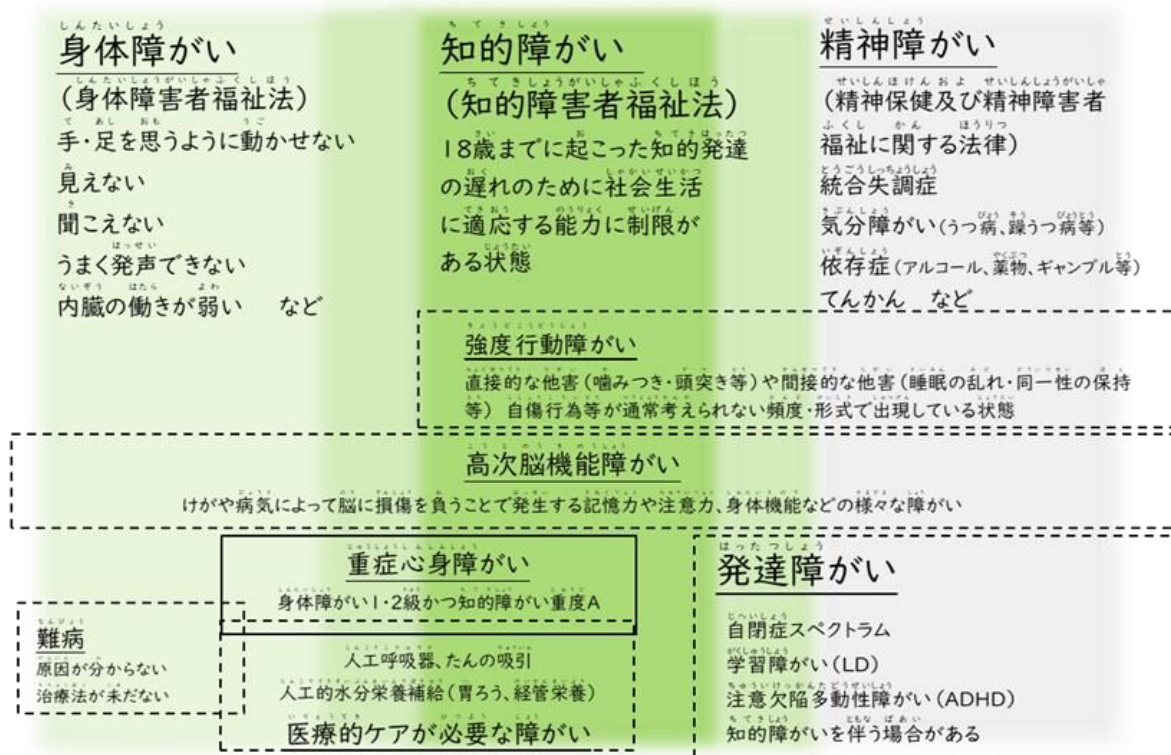 身体障がい
(身体障害者福祉法)
手・足を思うように動かせない
見えない
聞こえない
うまく発声できない
内臓の働きが弱い など
知的障がい
(知的障害者福祉法)
18歳までに起こった知的発達
の遅れのために社会生活
に適応する能力に制限が
ある状態
精神障がい
(精神保健及び精神障害者
福祉に関する法律)
統合失調症
気分障がい(うつ病、躁うつ病等)
依存症(アルコール、薬物、ギャンブル等)
てんかん など
強度行動障がい
直接的な他害(噛みつき・頭突き等)や間接的な他害(睡眠の乱れ・同一性の保持
等) 自傷行為等が通常考えられない頻度・形式で出現している状態
高次脳機能障がい
けがや病気によって脳に損傷を負うことで発生する記憶力や注意力、身体機能などの様々な障がい
重症心身障がい
身体障がい1・2級かつ知的障がい重度A
難病
原因が分からない
治療法が未だない
人工呼吸器、たんの吸引
人工的水分栄養補給(胃ろう、経管栄養)
医療的ケアが必要な障がい
発達障がい
自閉症スペクトラム
学習障がい(LD)
注意欠陥多動性障がい(ADHD)
知的障がいを伴う場合がある